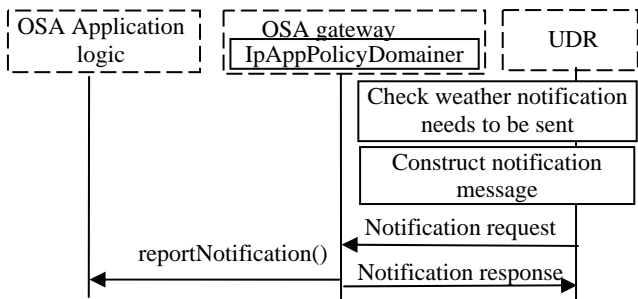 OSA Application
logic
OSA gateway
IpAppPolicyDomainer
UDR
Check weather notification
needs to be sent
Construct notification
message
Notification request
reportNotification()
Notification response